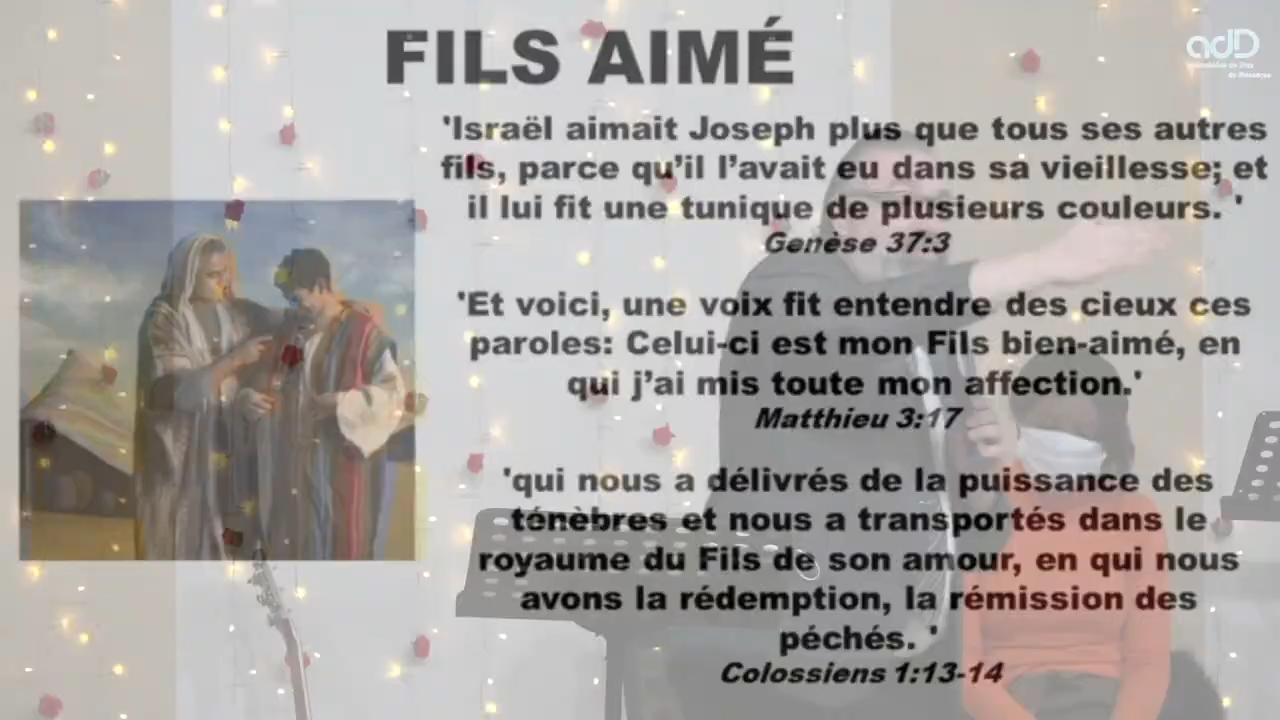 FILS AIMÉ
adD
'Israël aimait Joseph plus que tous ses autres
fils, parce qu’il l’avait eu dans sa vieillesse; et
il lui fit une tunique de plusieurs couleurs. '
Genèse 37:3
'Et voici, une voix fit entendre des cieux ces
paroles: Celui-ci est mon Fils bien-aimé, en
qui j’ai mis toute mon affection.'
Matthieu 3:17
'qui nous a délivrés de la puissance des
ténèbres et nous a transportés dans le
royaume du Fils de son amour, en qui nous
avons la rédemption, la rémission des
péchés. '
Colossiens 1:13-14